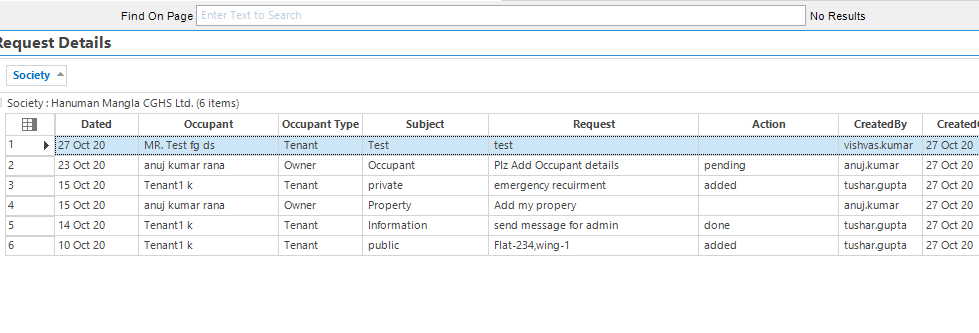 Find On Page Enter Text to Search No Results
Request Details
Society
Society : Hanuman Mangla CGHS Ltd. (6 items)
Dated Occupant Occupant Type Subject Request Action CreatedBy Created
1 27 Oct 20 MR. Test fg ds Tenant Test test vishvas.kumar 27 Oct 20
2 23 Oct 20 anuj kumar rana Owner Occupant Plz Add Occupant details pending anuj.kumar 27 Oct 20
3 15 Oct 20 Tenant1 k Tenant private emergency recuirment added tushar.gupta 27 Oct 20
4 15 Oct 20 anuj kumar rana Owner Property Add my propery anuj.kumar 27 Oct 20
5 14 Oct 20 Tenant1 k Tenant Information send message for admin done tushar.gupta 27 Oct 20
6 10 Oct 20 Tenant1 k Tenant public Flat-234,wing-1 added tushar.gupta 27 Oct 20